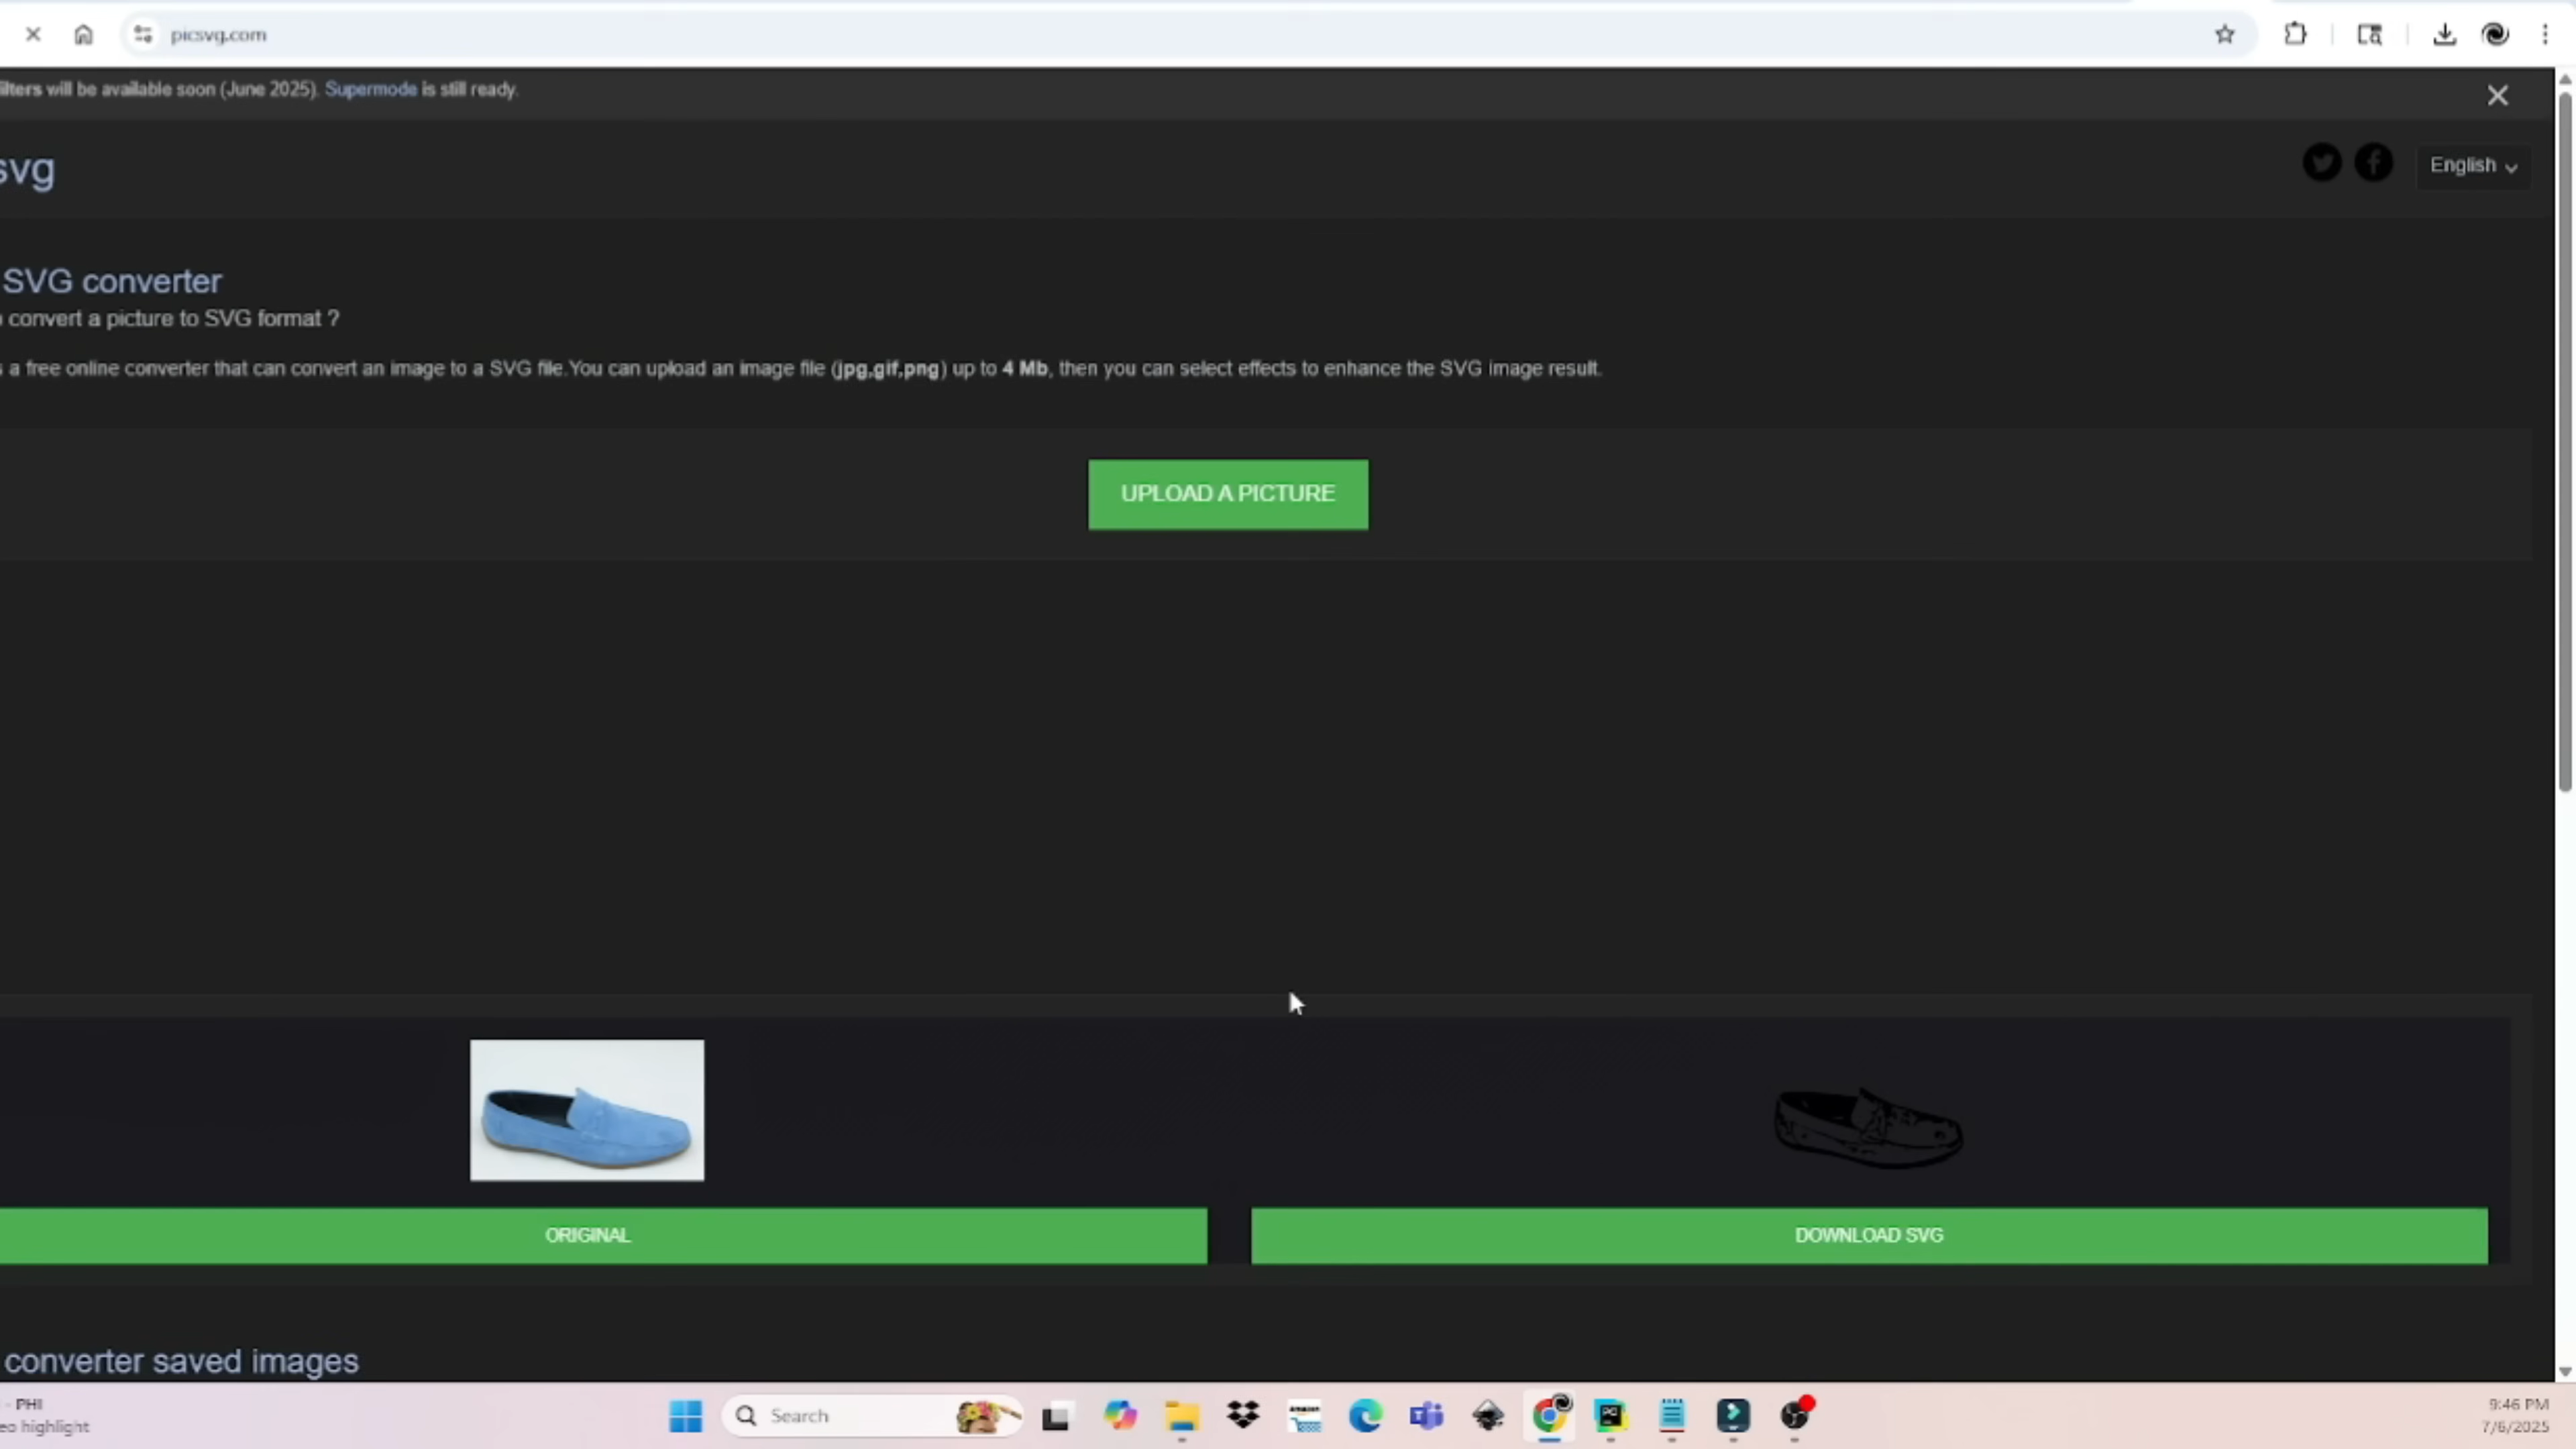 picsvg.com
ilters will be available soon (June 2025). Supermode is still ready.
svg
English
SVG converter
convert a picture to SVG format ?
a free online converter that can convert an image to a SVG file.You can upload an image file (jpg,gif,png) up to 4 Mb, then you can select effects to enhance the SVG image result.
UPLOAD A PICTURE
ORIGINAL
DOWNLOAD SVG
converter saved images
- PHI
eo highlight
Search
amazon
PC
9:46 PM
7/6/2025